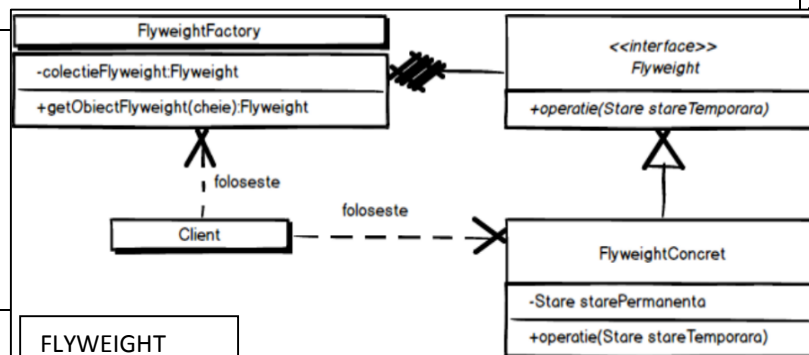 FlyweightFactory
-colectieFlyweight:Flyweight
+getObiectFlyweight(cheie):Flyweight
<<interface>>
Flyweight
+operatie(Stare stareTemporara)
foloseste
foloseste
Client
FlyweightConcret
-Stare starePermanenta
+operatie(Stare stareTemporara)
FLYWEIGHT